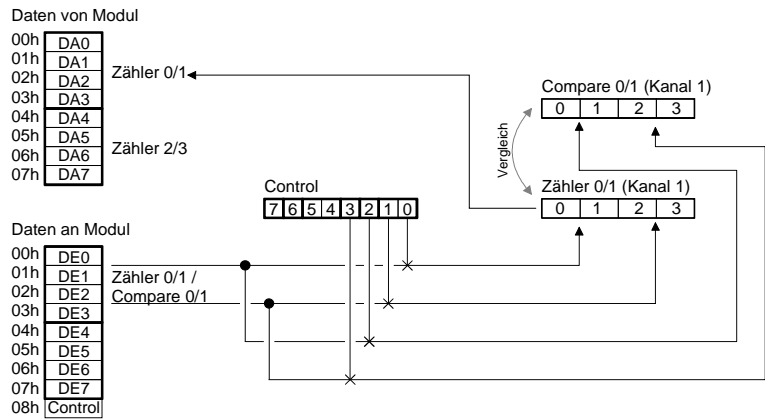 Daten von Modul
00h DA0
01h DA1
02h DA2
03h DA3
04h DA4
05h DA5
06h DA6
07h DA7
Zähler 0/1
Zähler 2/3
Compare 0/1 (Kanal 1)
0 1 2 3
Vergleich
Zähler 0/1 (Kanal 1)
0 1 2 3
Control
7 6 5 4 3 2 1 0
Daten an Modul
00h DE0
01h DE1
02h DE2
03h DE3
04h DE4
05h DE5
06h DE6
07h DE7
08h Control
Zähler 0/1 /
Compare 0/1